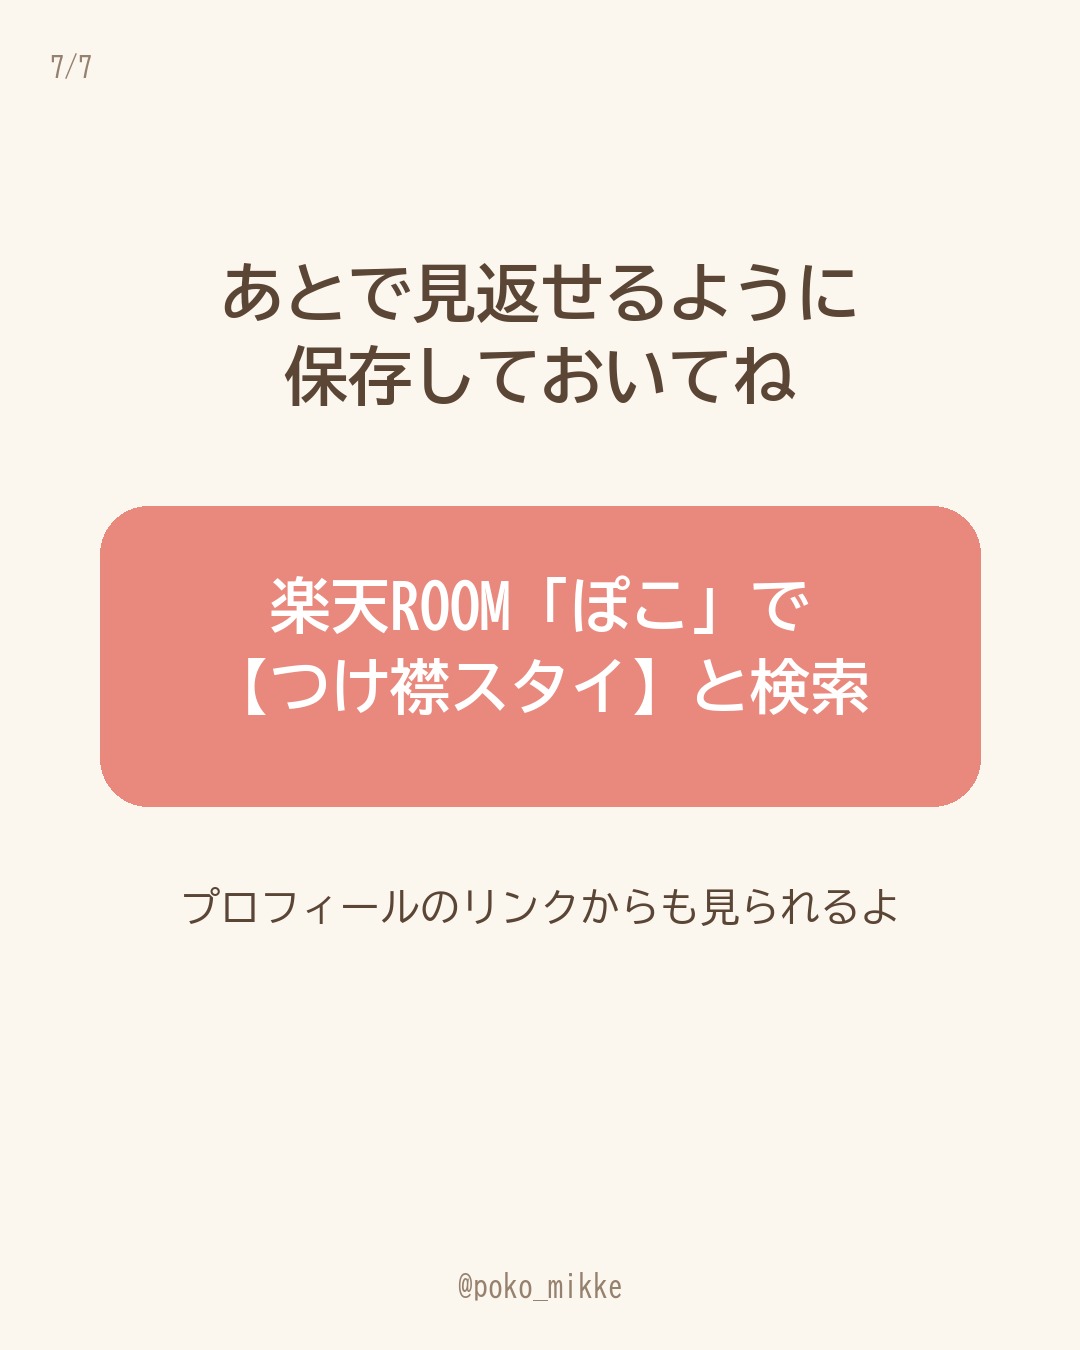 7/7
あとで見返せるように
保存しておいてね
楽天ROOM「ぽこ」で
【つけ襟スタイ】と検索
プロフィールのリンクからも見られるよ
@poko_mikke